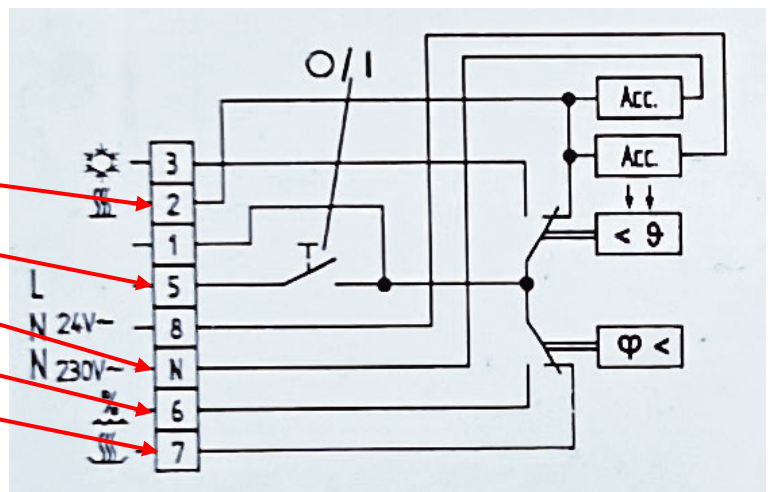 O/I
Acc.
3
Acc.
2
1
< ϑ
L 5
N 24V~ 8
N 230V~ N
φ <
% 6
7